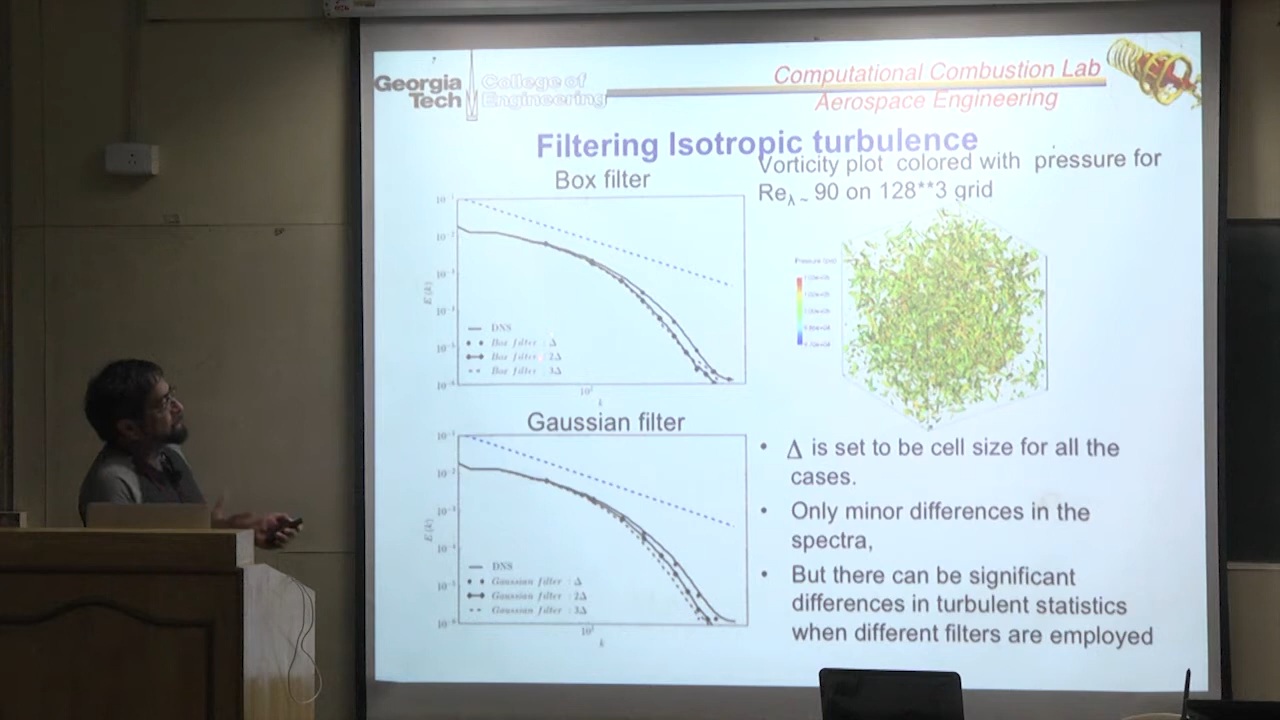 Georgia
Tech
College of
Engineering
Computational Combustion Lab
Aerospace Engineering
Filtering Isotropic turbulence
Box filter
Vorticity plot colored with pressure for
Reλ ~ 90 on 128**3 grid
E(k)
DNS
Box filter : Δ
Box filter : 2Δ
Box filter : 3Δ
k
Gaussian filter
E(k)
DNS
Gaussian filter : Δ
Gaussian filter : 2Δ
Gaussian filter : 3Δ
k
• Δ is set to be cell size for all the
cases.
• Only minor differences in the
spectra,
• But there can be significant
differences in turbulent statistics
when different filters are employed